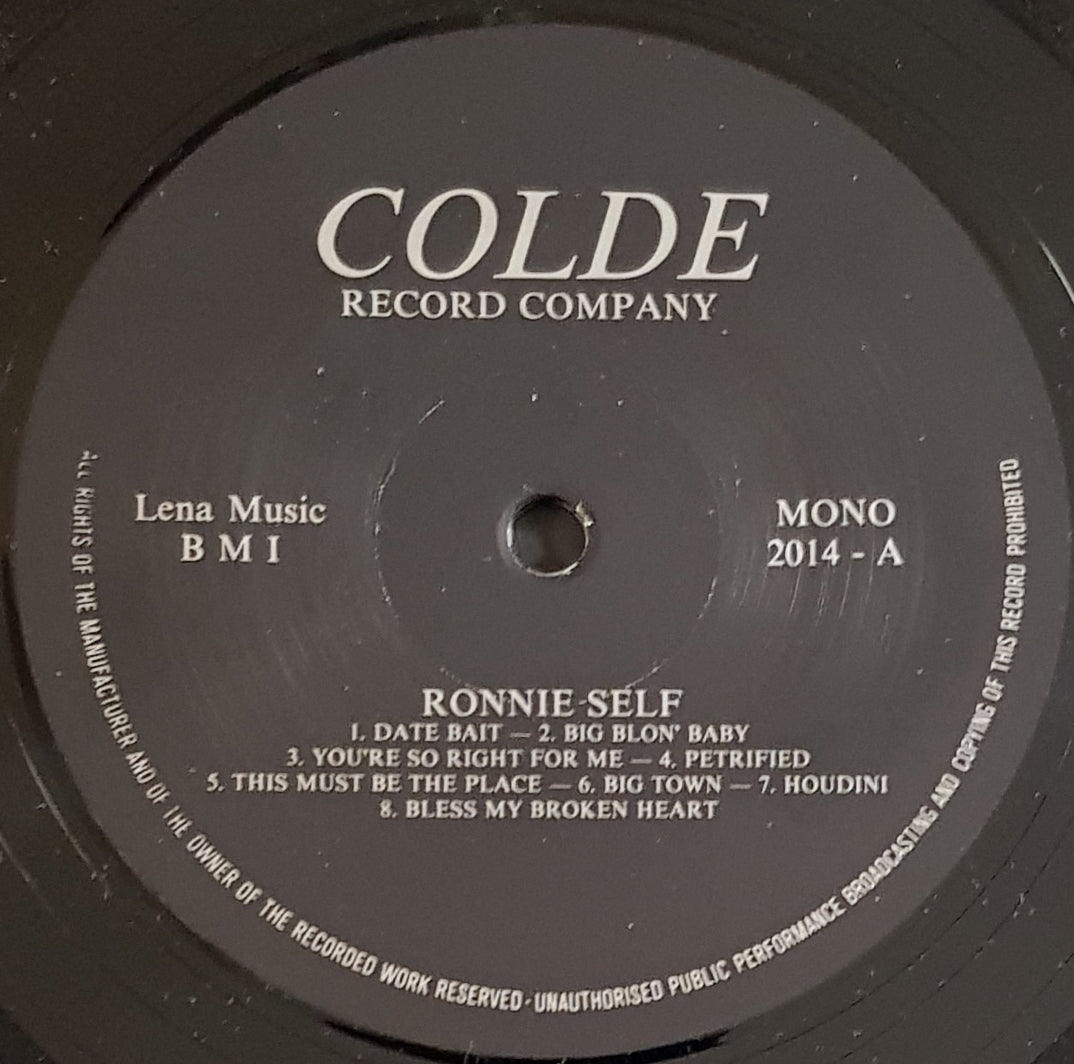 COLDE
RECORD COMPANY
Lena Music
B M I
MONO
2014 - A
RONNIE SELF
1. DATE BAIT — 2. BIG BLON' BABY
3. YOU'RE SO RIGHT FOR ME — 4. PETRIFIED
5. THIS MUST BE THE PLACE — 6. BIG TOWN — 7. HOUDINI
8. BLESS MY BROKEN HEART
ALL RIGHTS OF THE MANUFACTURER AND OF THE OWNER OF THE RECORDED WORK RESERVED · UNAUTHORISED PUBLIC PERFORMANCE BROADCASTING AND COPYING OF THIS RECORD PROHIBITED